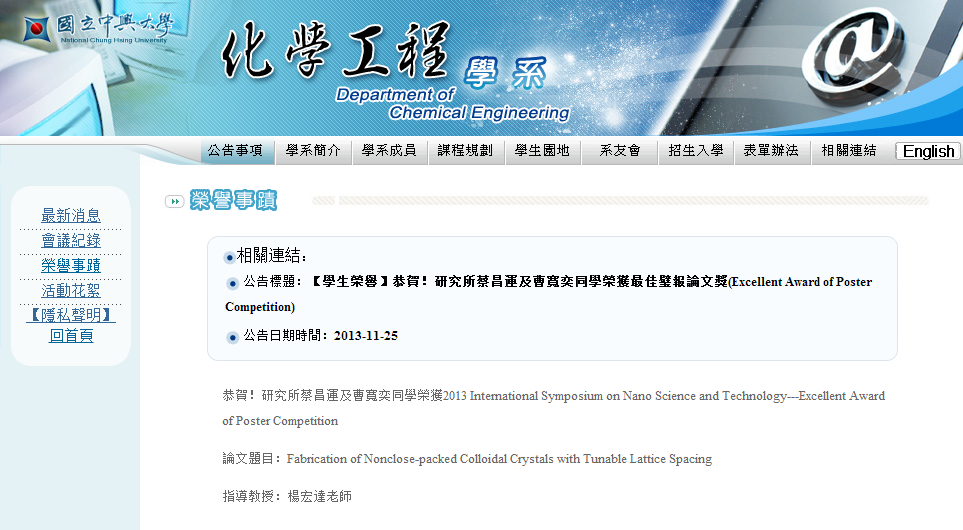 國立中興大學
National Chung Hsing University
化學工程 學系
Department of
Chemical Engineering
@
公告事項 學系簡介 學系成員 課程規劃 學生園地 系友會 招生入學 表單辦法 相關連結 English
榮譽事蹟
最新消息
會議紀錄
榮譽事蹟
活動花絮
【隱私聲明】
回首頁
相關連結：
公告標題：【學生榮譽】恭賀！研究所蔡昌運及曹寬奕同學榮獲最佳壁報論文獎(Excellent Award of Poster
Competition)
公告日期時間：2013-11-25
恭賀！研究所蔡昌運及曹寬奕同學榮獲2013 International Symposium on Nano Science and Technology---Excellent Award
of Poster Competition
論文題目：Fabrication of Nonclose-packed Colloidal Crystals with Tunable Lattice Spacing
指導教授：楊宏達老師